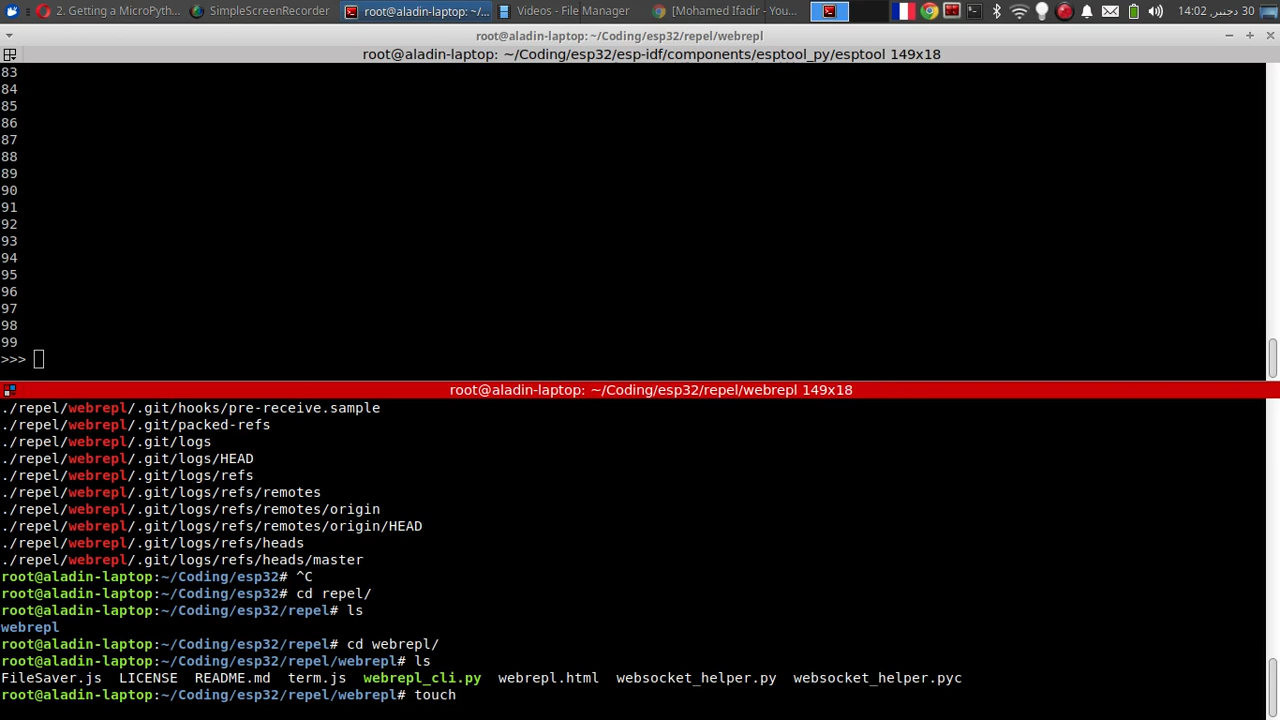 2. Getting a MicroPyth... SimpleScreenRecorder root@aladin-laptop: ~/... Videos - File Manager [Mohamed Ifadir - You... 14:02 ,دجنبر 30
root@aladin-laptop: ~/Coding/esp32/repel/webrepl
root@aladin-laptop: ~/Coding/esp32/esp-idf/components/esptool_py/esptool 149x18
83
84
85
86
87
88
89
90
91
92
93
94
95
96
97
98
99
>>>
root@aladin-laptop: ~/Coding/esp32/repel/webrepl 149x18
./repel/webrepl/.git/hooks/pre-receive.sample
./repel/webrepl/.git/packed-refs
./repel/webrepl/.git/logs
./repel/webrepl/.git/logs/HEAD
./repel/webrepl/.git/logs/refs
./repel/webrepl/.git/logs/refs/remotes
./repel/webrepl/.git/logs/refs/remotes/origin
./repel/webrepl/.git/logs/refs/remotes/origin/HEAD
./repel/webrepl/.git/logs/refs/heads
./repel/webrepl/.git/logs/refs/heads/master
root@aladin-laptop:~/Coding/esp32# ^C
root@aladin-laptop:~/Coding/esp32# cd repel/
root@aladin-laptop:~/Coding/esp32/repel# ls
webrepl
root@aladin-laptop:~/Coding/esp32/repel# cd webrepl/
root@aladin-laptop:~/Coding/esp32/repel/webrepl# ls
FileSaver.js LICENSE README.md term.js webrepl_cli.py webrepl.html websocket_helper.py websocket_helper.pyc
root@aladin-laptop:~/Coding/esp32/repel/webrepl# touch